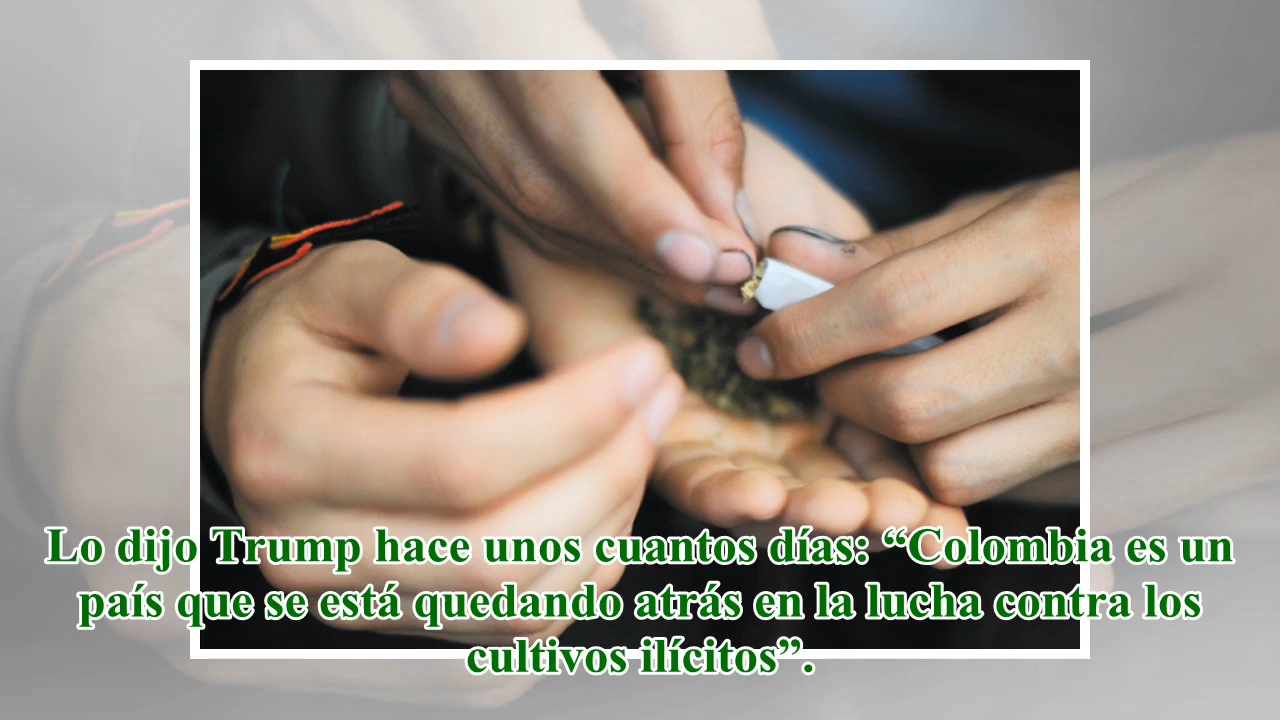 Lo dijo Trump hace unos cuantos días: “Colombia es un
país que se está quedando atrás en la lucha contra los
cultivos ilícitos”.